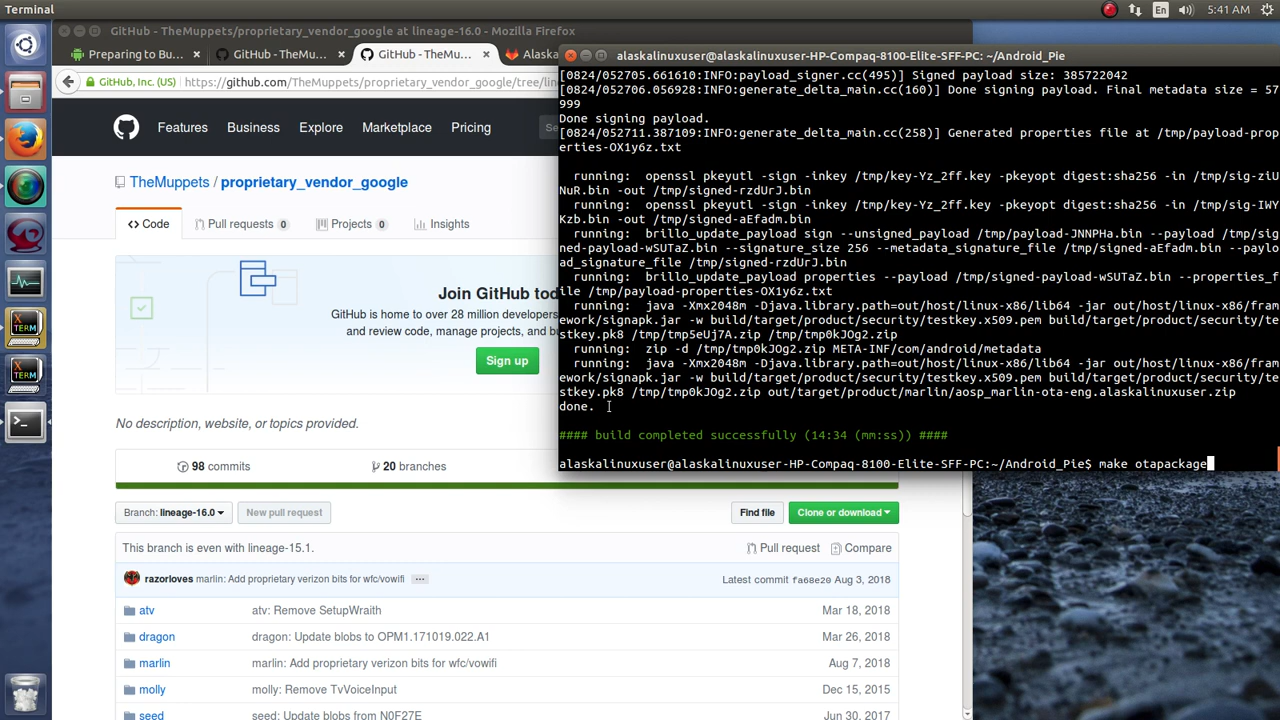 Terminal
En
5:41 AM
GitHub - TheMuppets/proprietary_vendor_google at lineage-16.0 - Mozilla Firefox
Preparing to Bu...
GitHub - TheMu...
GitHub - TheMu...
Alaska
GitHub, Inc. (US)
https://github.com/TheMuppets/proprietary_vendor_google/tree/lin
Features
Business
Explore
Marketplace
Pricing
Se
TheMuppets / proprietary_vendor_google
Code
Pull requests 0
Projects 0
Insights
Join GitHub tod
GitHub is home to over 28 million developers
and review code, manage projects, and bu
Sign up
No description, website, or topics provided.
98 commits
20 branches
Branch: lineage-16.0
New pull request
Find file
Clone or download
This branch is even with lineage-15.1.
Pull request
Compare
razorloves marlin: Add proprietary verizon bits for wfc/vowifi
Latest commit fa68e20 Aug 3, 2018
atv
atv: Remove SetupWraith
Mar 18, 2018
dragon
dragon: Update blobs to OPM1.171019.022.A1
Mar 26, 2018
marlin
marlin: Add proprietary verizon bits for wfc/vowifi
Aug 7, 2018
molly
molly: Remove TvVoiceInput
Dec 15, 2015
seed
seed: Update blobs from N0F27E
Jun 30, 2017
alaskalinuxuser@alaskalinuxuser-HP-Compaq-8100-Elite-SFF-PC: ~/Android_Pie
[0824/052705.661610:INFO:payload_signer.cc(495)] Signed payload size: 385722042
[0824/052706.056928:INFO:generate_delta_main.cc(160)] Done signing payload. Final metadata size = 57
999
Done signing payload.
[0824/052711.387109:INFO:generate_delta_main.cc(258)] Generated properties file at /tmp/payload-prop
erties-OX1y6z.txt
running: openssl pkeyutl -sign -inkey /tmp/key-Yz_2ff.key -pkeyopt digest:sha256 -in /tmp/sig-ziU
NuR.bin -out /tmp/signed-rzdUrJ.bin
running: openssl pkeyutl -sign -inkey /tmp/key-Yz_2ff.key -pkeyopt digest:sha256 -in /tmp/sig-IWY
Kzb.bin -out /tmp/signed-aEfadm.bin
running: brillo_update_payload sign --unsigned_payload /tmp/payload-JNNPHa.bin --payload /tmp/sig
ned-payload-wSUTaZ.bin --signature_size 256 --metadata_signature_file /tmp/signed-aEfadm.bin --paylo
ad_signature_file /tmp/signed-rzdUrJ.bin
running: brillo_update_payload properties --payload /tmp/signed-payload-wSUTaZ.bin --properties_f
ile /tmp/payload-properties-OX1y6z.txt
running: java -Xmx2048m -Djava.library.path=out/host/linux-x86/lib64 -jar out/host/linux-x86/fram
ework/signapk.jar -w build/target/product/security/testkey.x509.pem build/target/product/security/te
stkey.pk8 /tmp/tmp5eUj7A.zip /tmp/tmp0kJOg2.zip
running: zip -d /tmp/tmp0kJOg2.zip META-INF/com/android/metadata
running: java -Xmx2048m -Djava.library.path=out/host/linux-x86/lib64 -jar out/host/linux-x86/fram
ework/signapk.jar -w build/target/product/security/testkey.x509.pem build/target/product/security/te
stkey.pk8 /tmp/tmp0kJOg2.zip out/target/product/marlin/aosp_marlin-ota-eng.alaskalinuxuser.zip
done.
#### build completed successfully (14:34 (mm:ss)) ####
alaskalinuxuser@alaskalinuxuser-HP-Compaq-8100-Elite-SFF-PC:~/Android_Pie$ make otapackage
X TERM
X TERM